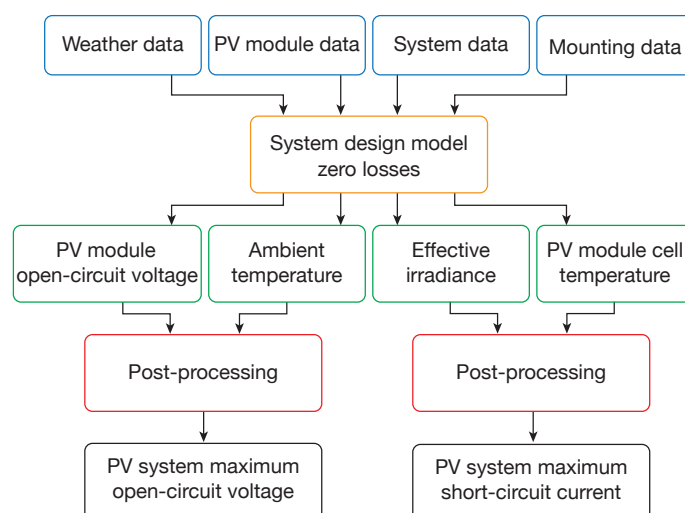 Weather data
PV module data
System data
Mounting data
System design model
zero losses
PV module
open-circuit voltage
Ambient
temperature
Effective
irradiance
PV module cell
temperature
Post-processing
Post-processing
PV system maximum
open-circuit voltage
PV system maximum
short-circuit current